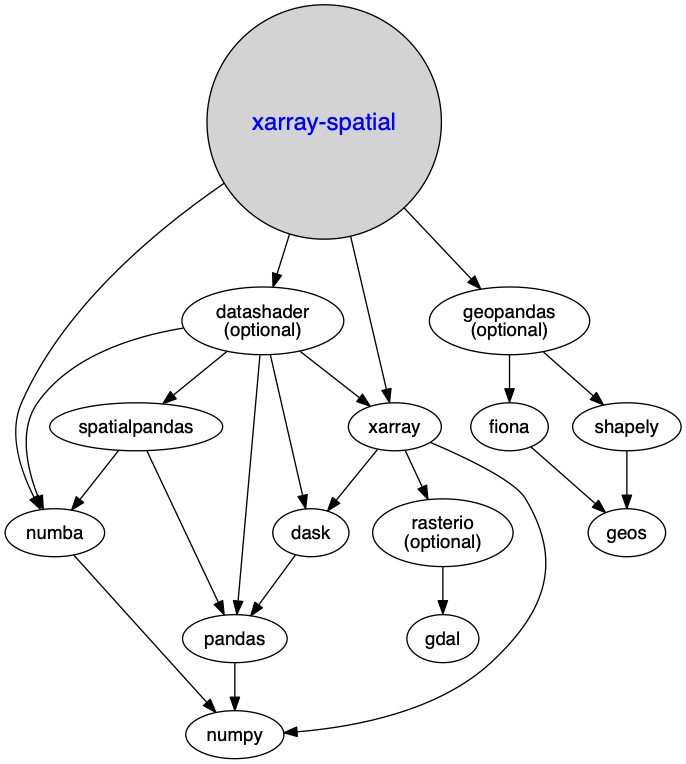 xarray-spatial
datashader
(optional)
geopandas
(optional)
spatialpandas
xarray
fiona
shapely
numba
dask
rasterio
(optional)
geos
pandas
gdal
numpy